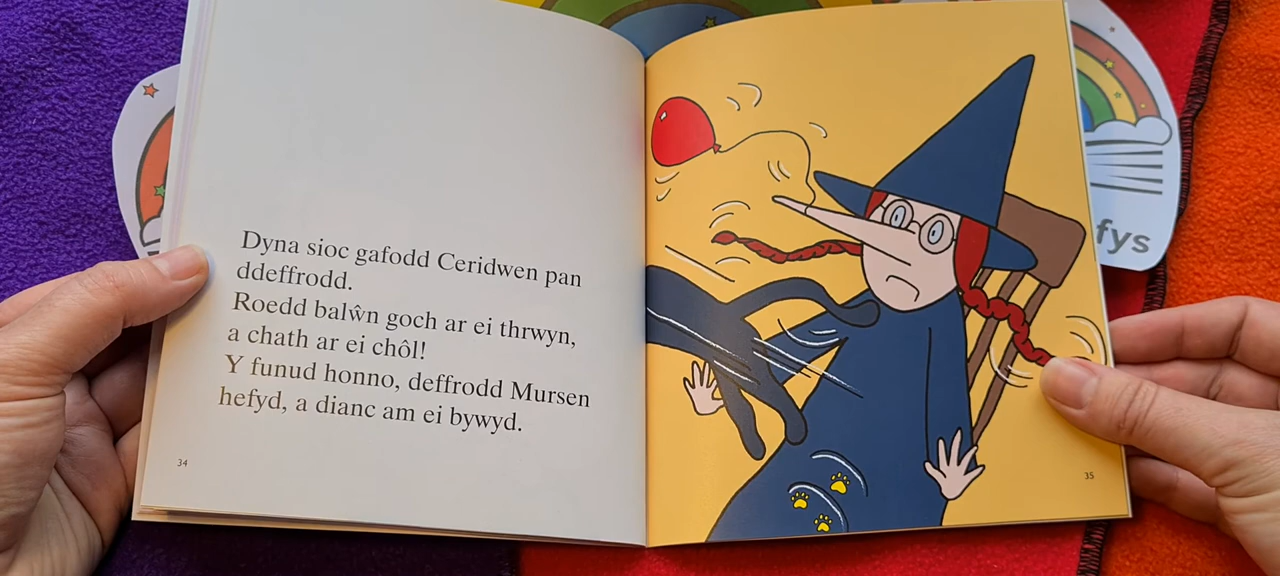 Dyna sioc gafodd Ceridwen pan
ddeffrodd.
Roedd balŵn goch ar ei thrwyn,
a chath ar ei chôl!
Y funud honno, deffrodd Mursen
hefyd, a dianc am ei bywyd.
34
35
fys